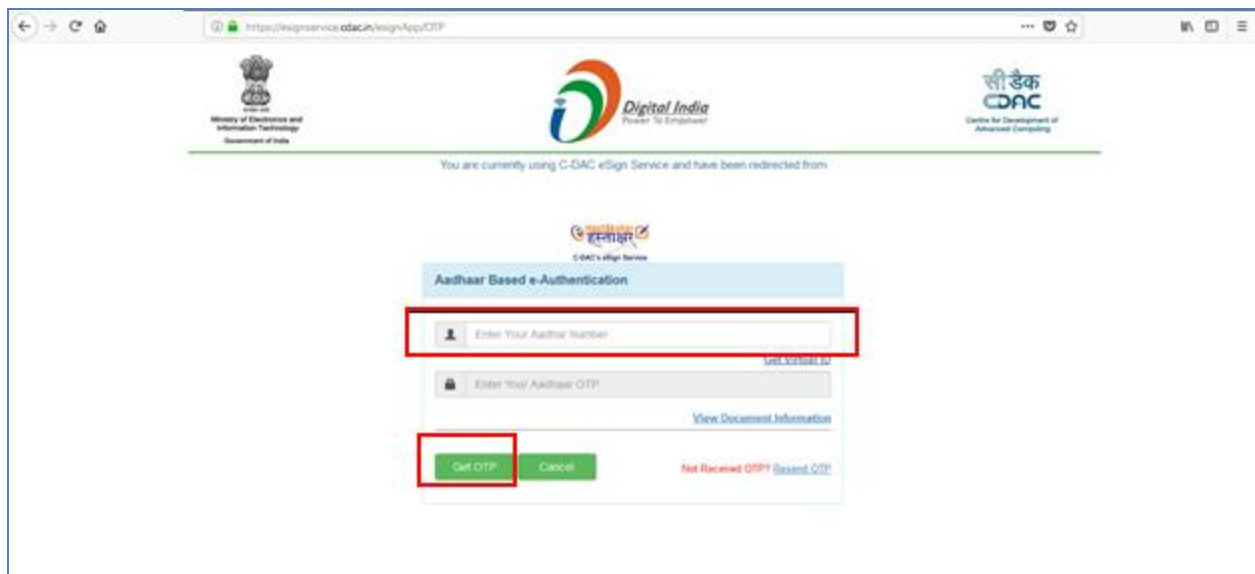 https://esignservice.cdac.in/esignApp/OTP
Ministry of Electronics and
Information Technology
Government of India
Digital India
Power To Empower
सी डैक
CDAC
Centre for Development of
Advanced Computing
You are currently using C-DAC eSign Service and have been redirected from
हस्ताक्षर
C-DAC's eSign Service
Aadhaar Based e-Authentication
Enter Your Aadhar Number
Get Virtual ID
Enter Your Aadhaar OTP
View Document Information
Get OTP Cancel Not Received OTP? Resend OTP